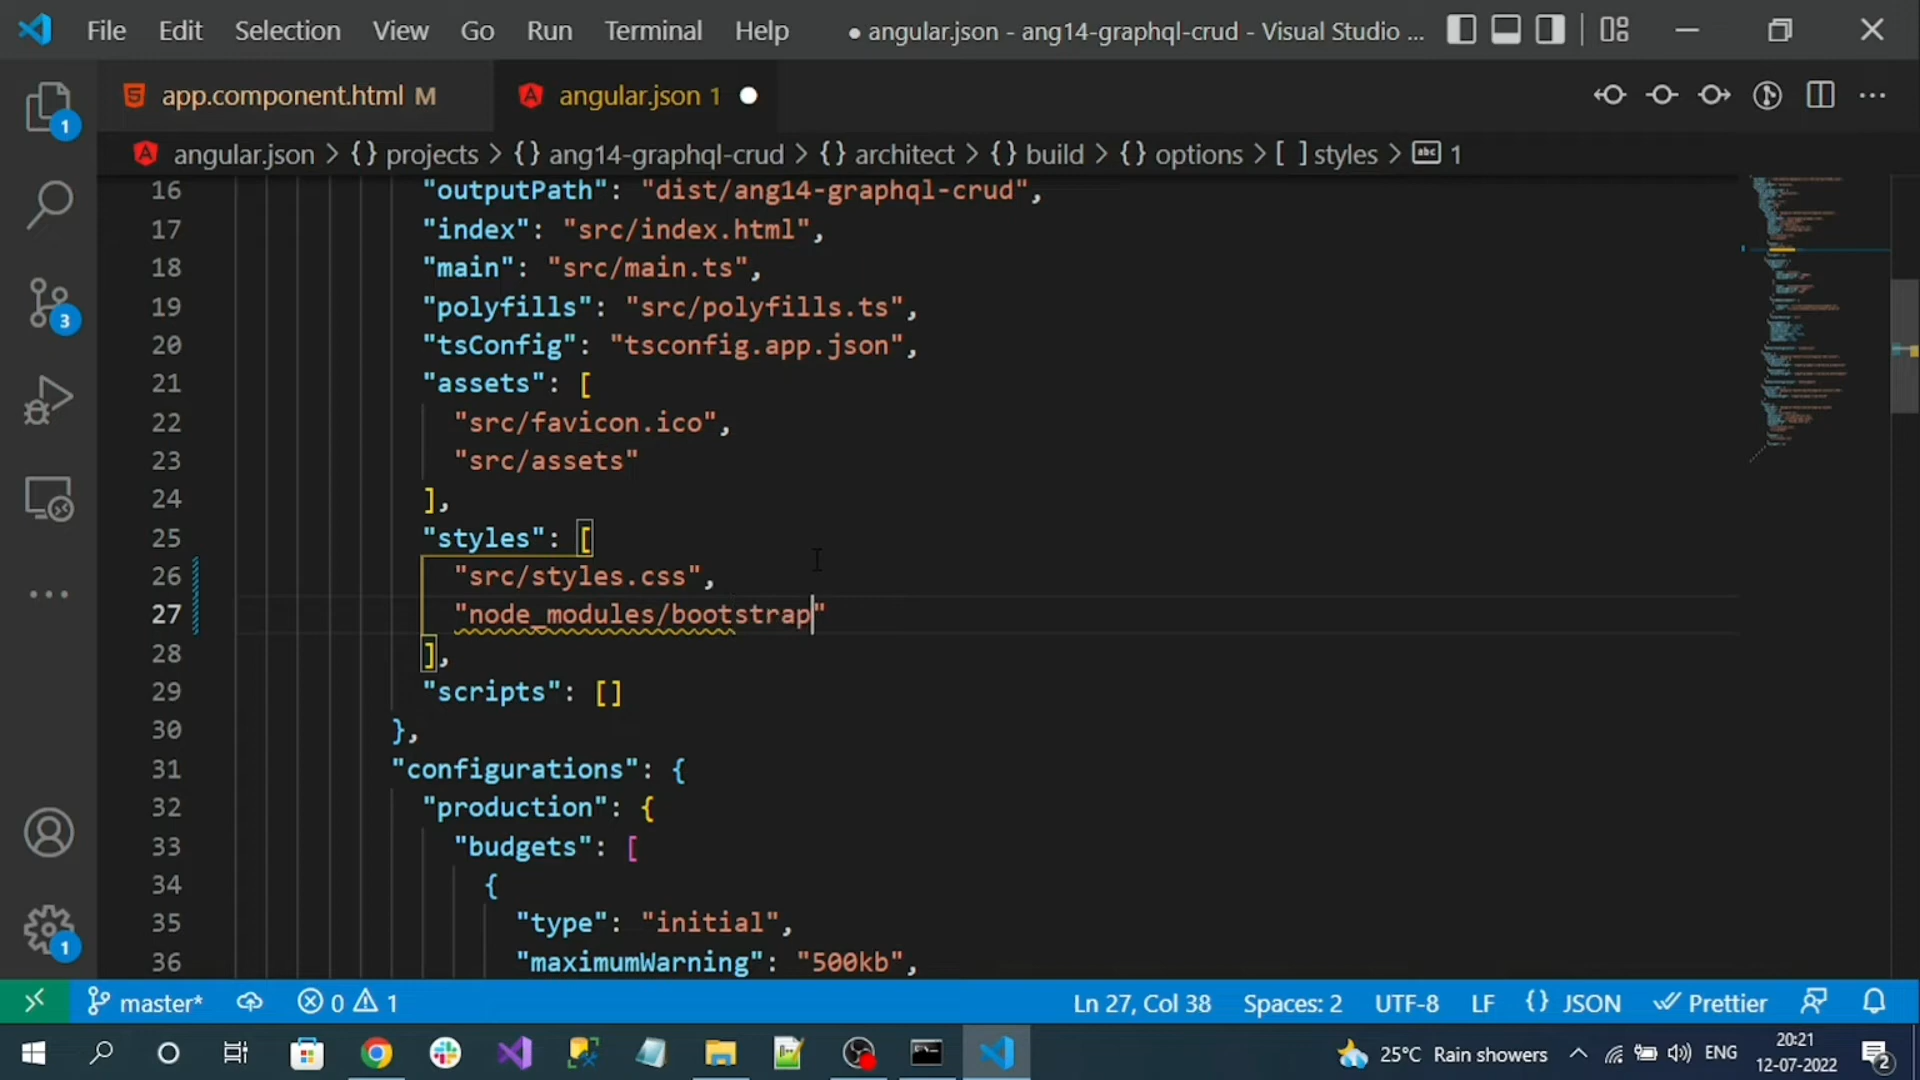 File Edit Selection View Go Run Terminal Help ● angular.json - ang14-graphql-crud - Visual Studio ...
1
app.component.html M
angular.json 1 ●
angular.json > {} projects > {} ang14-graphql-crud > {} architect > {} build > {} options > [ ] styles > abc 1
16 "outputPath": "dist/ang14-graphql-crud",
17 "index": "src/index.html",
18 "main": "src/main.ts",
19 "polyfills": "src/polyfills.ts",
20 "tsConfig": "tsconfig.app.json",
21 "assets": [
22 "src/favicon.ico",
23 "src/assets"
24 ],
25 "styles": [
26 "src/styles.css",
27 "node_modules/bootstrap"
28 ],
29 "scripts": []
30 },
31 "configurations": {
32 "production": {
33 "budgets": [
34 {
35 "type": "initial",
36 "maximumWarning": "500kb",
3
1
master* 0 1 Ln 27, Col 38 Spaces: 2 UTF-8 LF {} JSON Prettier
25°C Rain showers ENG 20:21
12-07-2022
2